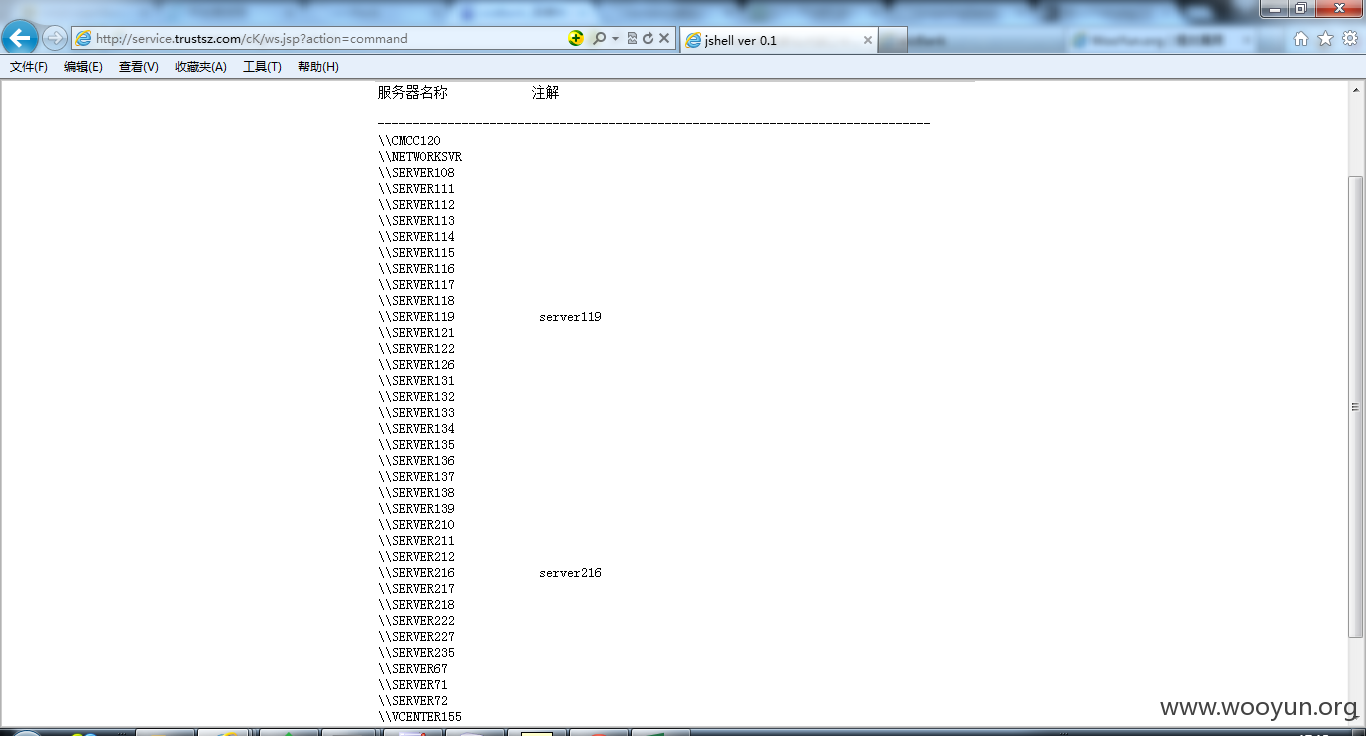 http://service.trustsz.com/cK/ws.jsp?action=command
jshell ver 0.1
文件(F) 编辑(E) 查看(V) 收藏夹(A) 工具(T) 帮助(H)
服务器名称 注解
-------------------------------------------------------------------------------
\\CMCC120
\\NETWORKSVR
\\SERVER108
\\SERVER111
\\SERVER112
\\SERVER113
\\SERVER114
\\SERVER115
\\SERVER116
\\SERVER117
\\SERVER118
\\SERVER119 server119
\\SERVER121
\\SERVER122
\\SERVER126
\\SERVER131
\\SERVER132
\\SERVER133
\\SERVER134
\\SERVER135
\\SERVER136
\\SERVER137
\\SERVER138
\\SERVER139
\\SERVER210
\\SERVER211
\\SERVER212
\\SERVER216 server216
\\SERVER217
\\SERVER218
\\SERVER222
\\SERVER227
\\SERVER235
\\SERVER67
\\SERVER71
\\SERVER72
\\VCENTER155
www.wooyun.org